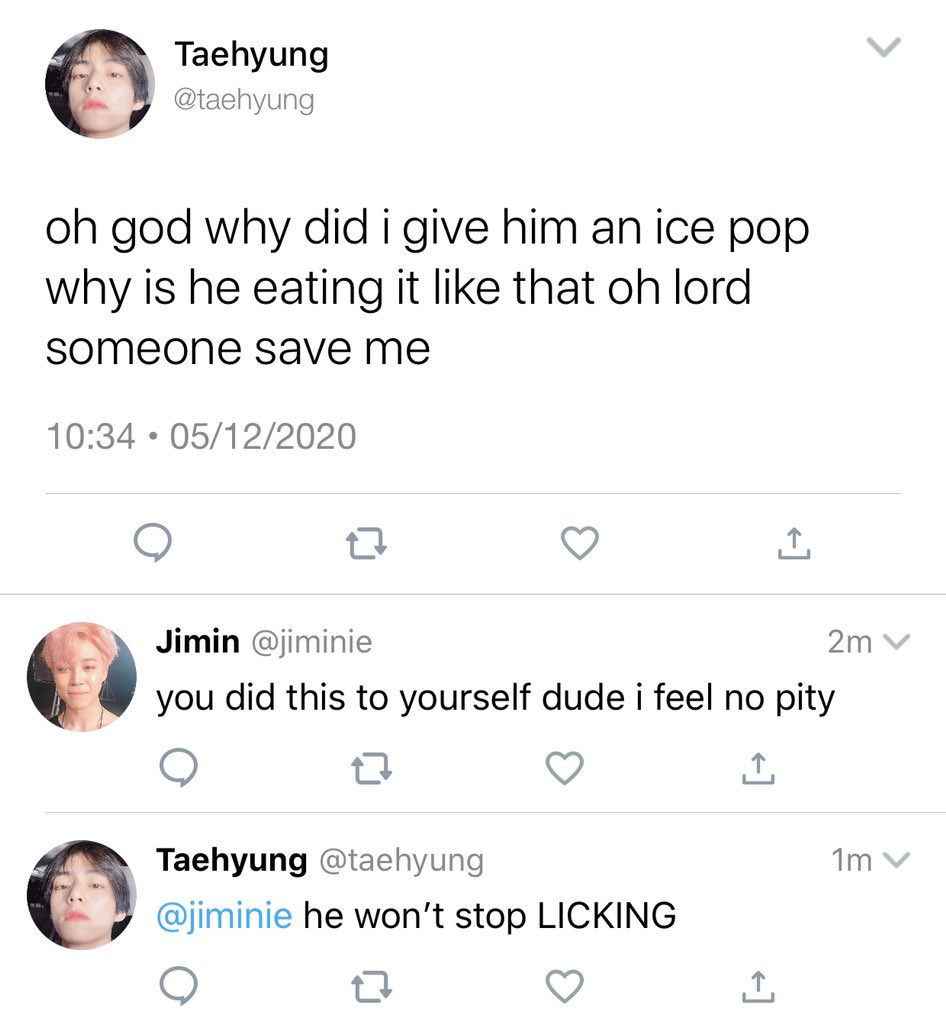 Taehyung
@taehyung
oh god why did i give him an ice pop
why is he eating it like that oh lord
someone save me
10:34 • 05/12/2020
Jimin @jiminie 2m
you did this to yourself dude i feel no pity
Taehyung @taehyung 1m
@jiminie he won’t stop LICKING